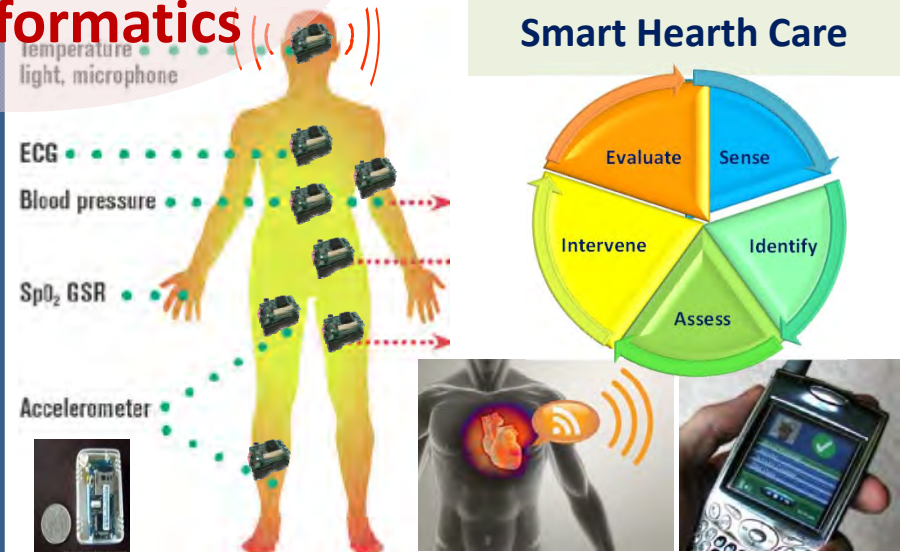 formatics
Temperature
light, microphone
ECG
Blood pressure
SpO₂ GSR
Accelerometer
Smart Hearth Care
Evaluate
Sense
Intervene
Identify
Assess